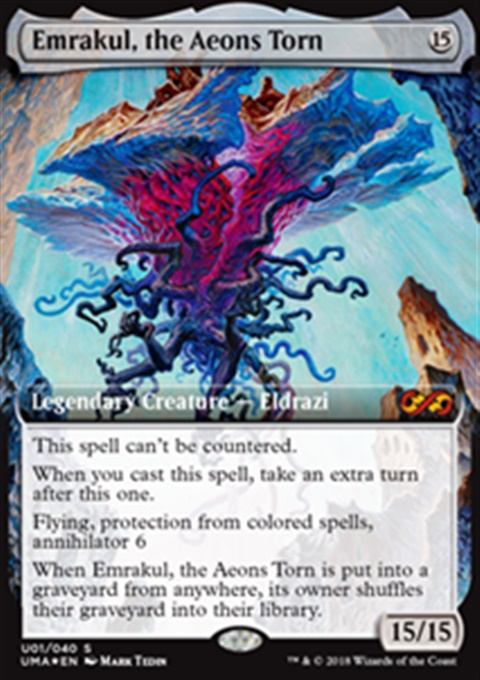 Emrakul, the Aeons Torn 15
Legendary Creature — Eldrazi
This spell can't be countered.
When you cast this spell, take an extra turn
after this one.
Flying, protection from colored spells,
annihilator 6
When Emrakul, the Aeons Torn is put into a
graveyard from anywhere, its owner shuffles
their graveyard into their library.
15/15
U01/040 S
UMA EN Mark Tedin
™ & © 2018 Wizards of the Coast